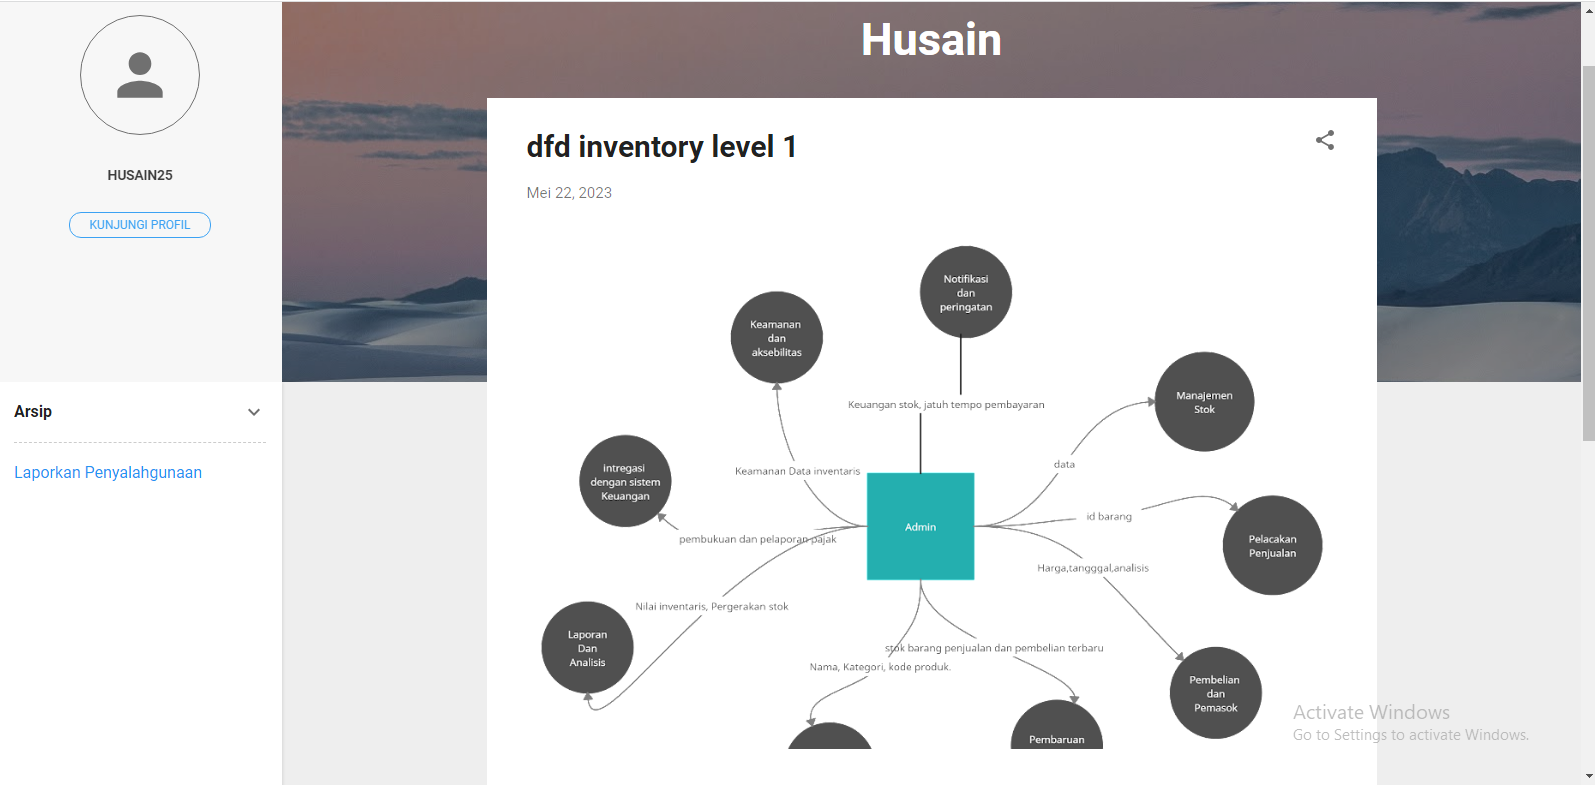 HUSAIN25
KUNJUNGI PROFIL
Arsip
Laporkan Penyalahgunaan
Husain
dfd inventory level 1
Mei 22, 2023
Notifikasi
dan
peringatan
Keamanan
dan
aksebilitas
Keuangan stok, jatuh tempo pembayaran
Manajemen
Stok
intregasi
dengan sistem
Keuangan
Keamanan Data inventaris
data
id barang
Admin
Pelacakan
Penjualan
pembukuan dan pelaporan pajak
Harga,tangggal,analisis
Nilai inventaris, Pergerakan stok
Laporan
Dan
Analisis
stok barang penjualan dan pembelian terbaru
Nama, Kategori, kode produk.
Pembelian
dan
Pemasok
Pembaruan
Activate Windows
Go to Settings to activate Windows.